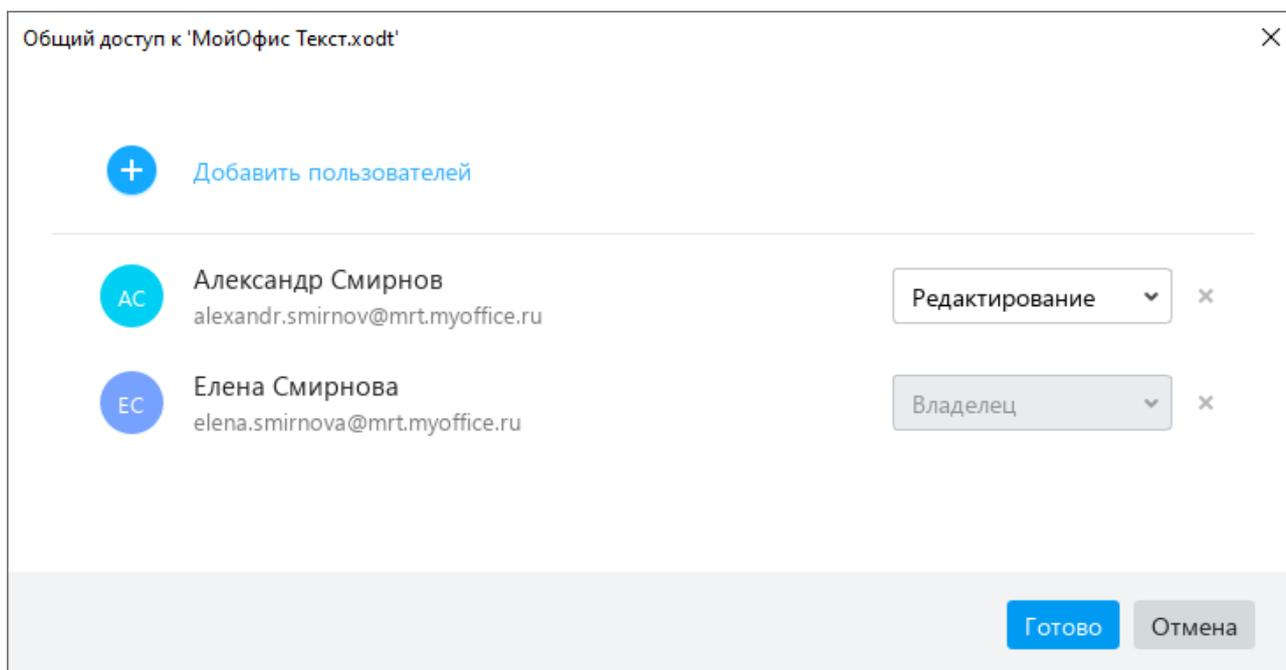 Общий доступ к 'МойОфис Текст.xodt'
Добавить пользователей
АС
Александр Смирнов
alexandr.smirnov@mrt.myoffice.ru
Редактирование
ЕС
Елена Смирнова
elena.smirnova@mrt.myoffice.ru
Владелец
Готово
Отмена